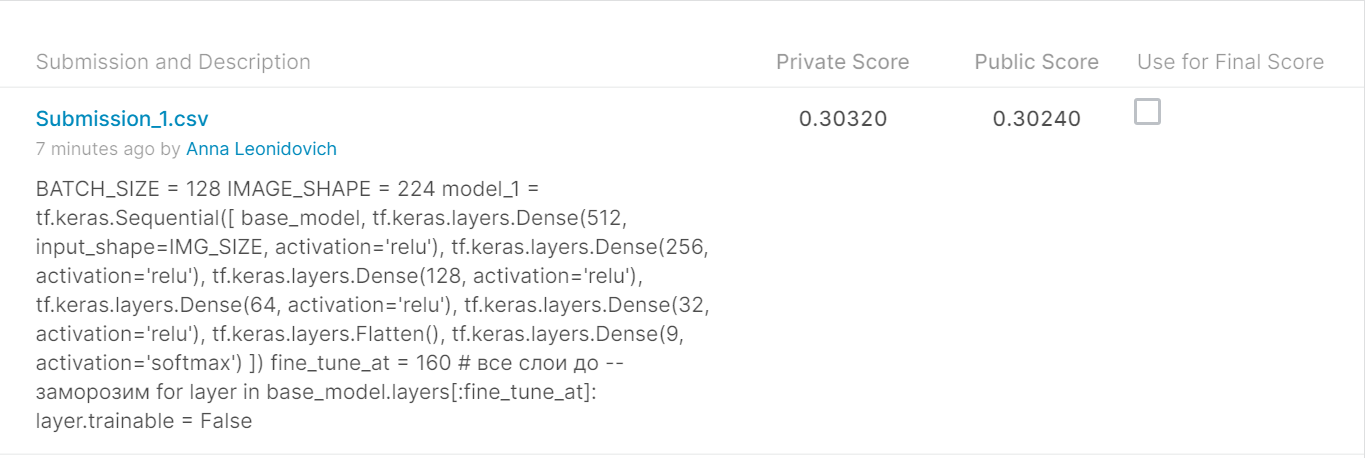 Submission and Description Private Score Public Score Use for Final Score
Submission_1.csv 0.30320 0.30240
7 minutes ago by Anna Leonidovich
BATCH_SIZE = 128 IMAGE_SHAPE = 224 model_1 =
tf.keras.Sequential([ base_model, tf.keras.layers.Dense(512,
input_shape=IMG_SIZE, activation='relu'), tf.keras.layers.Dense(256,
activation='relu'), tf.keras.layers.Dense(128, activation='relu'),
tf.keras.layers.Dense(64, activation='relu'), tf.keras.layers.Dense(32,
activation='relu'), tf.keras.layers.Flatten(), tf.keras.layers.Dense(9,
activation='softmax') ]) fine_tune_at = 160 # все слои до --
заморозим for layer in base_model.layers[:fine_tune_at]:
layer.trainable = False